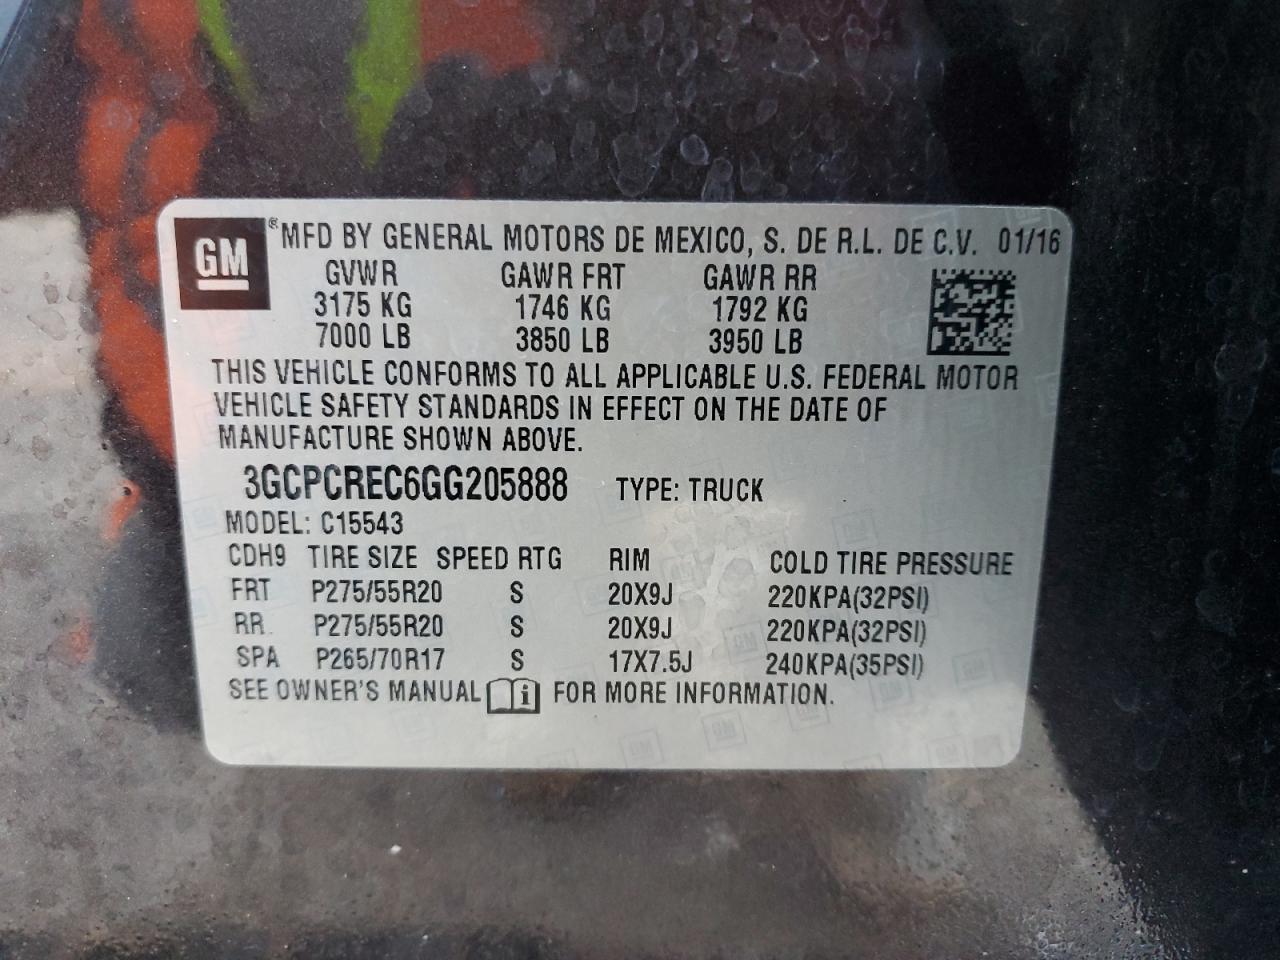 GM ® MFD BY GENERAL MOTORS DE MEXICO, S. DE R.L. DE C.V. 01/16
GVWR GAWR FRT GAWR RR
3175 KG 1746 KG 1792 KG
7000 LB 3850 LB 3950 LB
THIS VEHICLE CONFORMS TO ALL APPLICABLE U.S. FEDERAL MOTOR
VEHICLE SAFETY STANDARDS IN EFFECT ON THE DATE OF
MANUFACTURE SHOWN ABOVE.
3GCPCREC6GG205888 TYPE: TRUCK
MODEL: C15543
CDH9 TIRE SIZE SPEED RTG RIM COLD TIRE PRESSURE
FRT P275/55R20 S 20X9J 220KPA(32PSI)
RR P275/55R20 S 20X9J 220KPA(32PSI)
SPA P265/70R17 S 17X7.5J 240KPA(35PSI)
SEE OWNER'S MANUAL i FOR MORE INFORMATION.